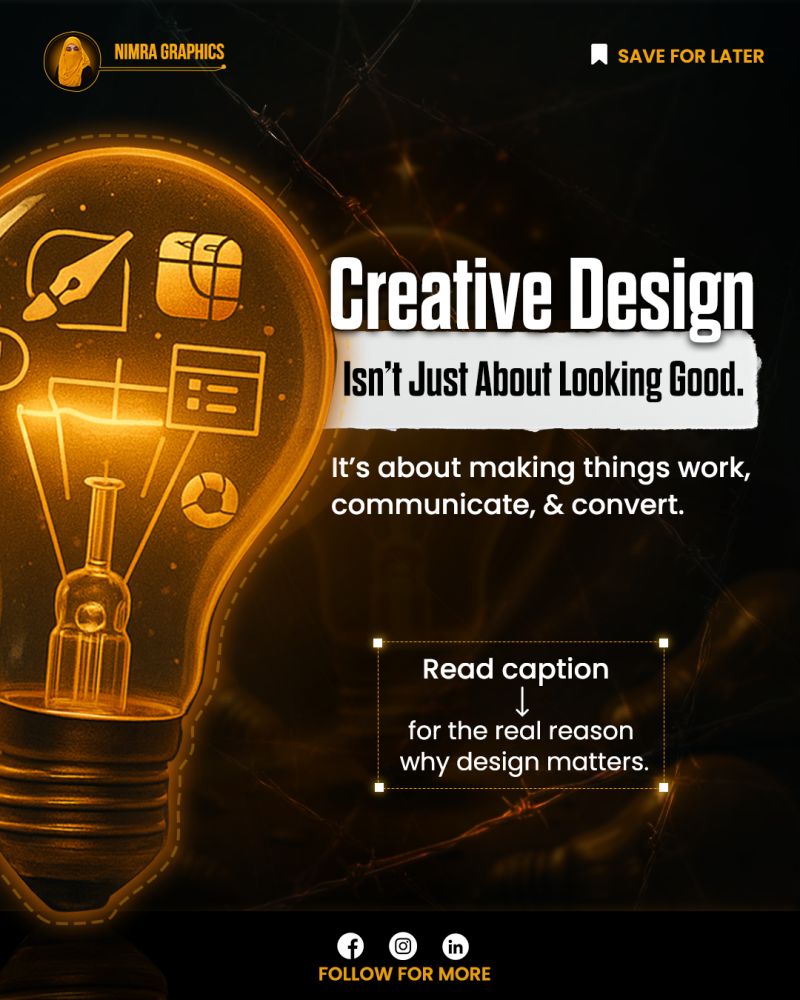 NIMRA GRAPHICS
SAVE FOR LATER
Creative Design
Isn't Just About Looking Good.
It's about making things work,
communicate, & convert.
Read caption
↓
for the real reason
why design matters.
FOLLOW FOR MORE